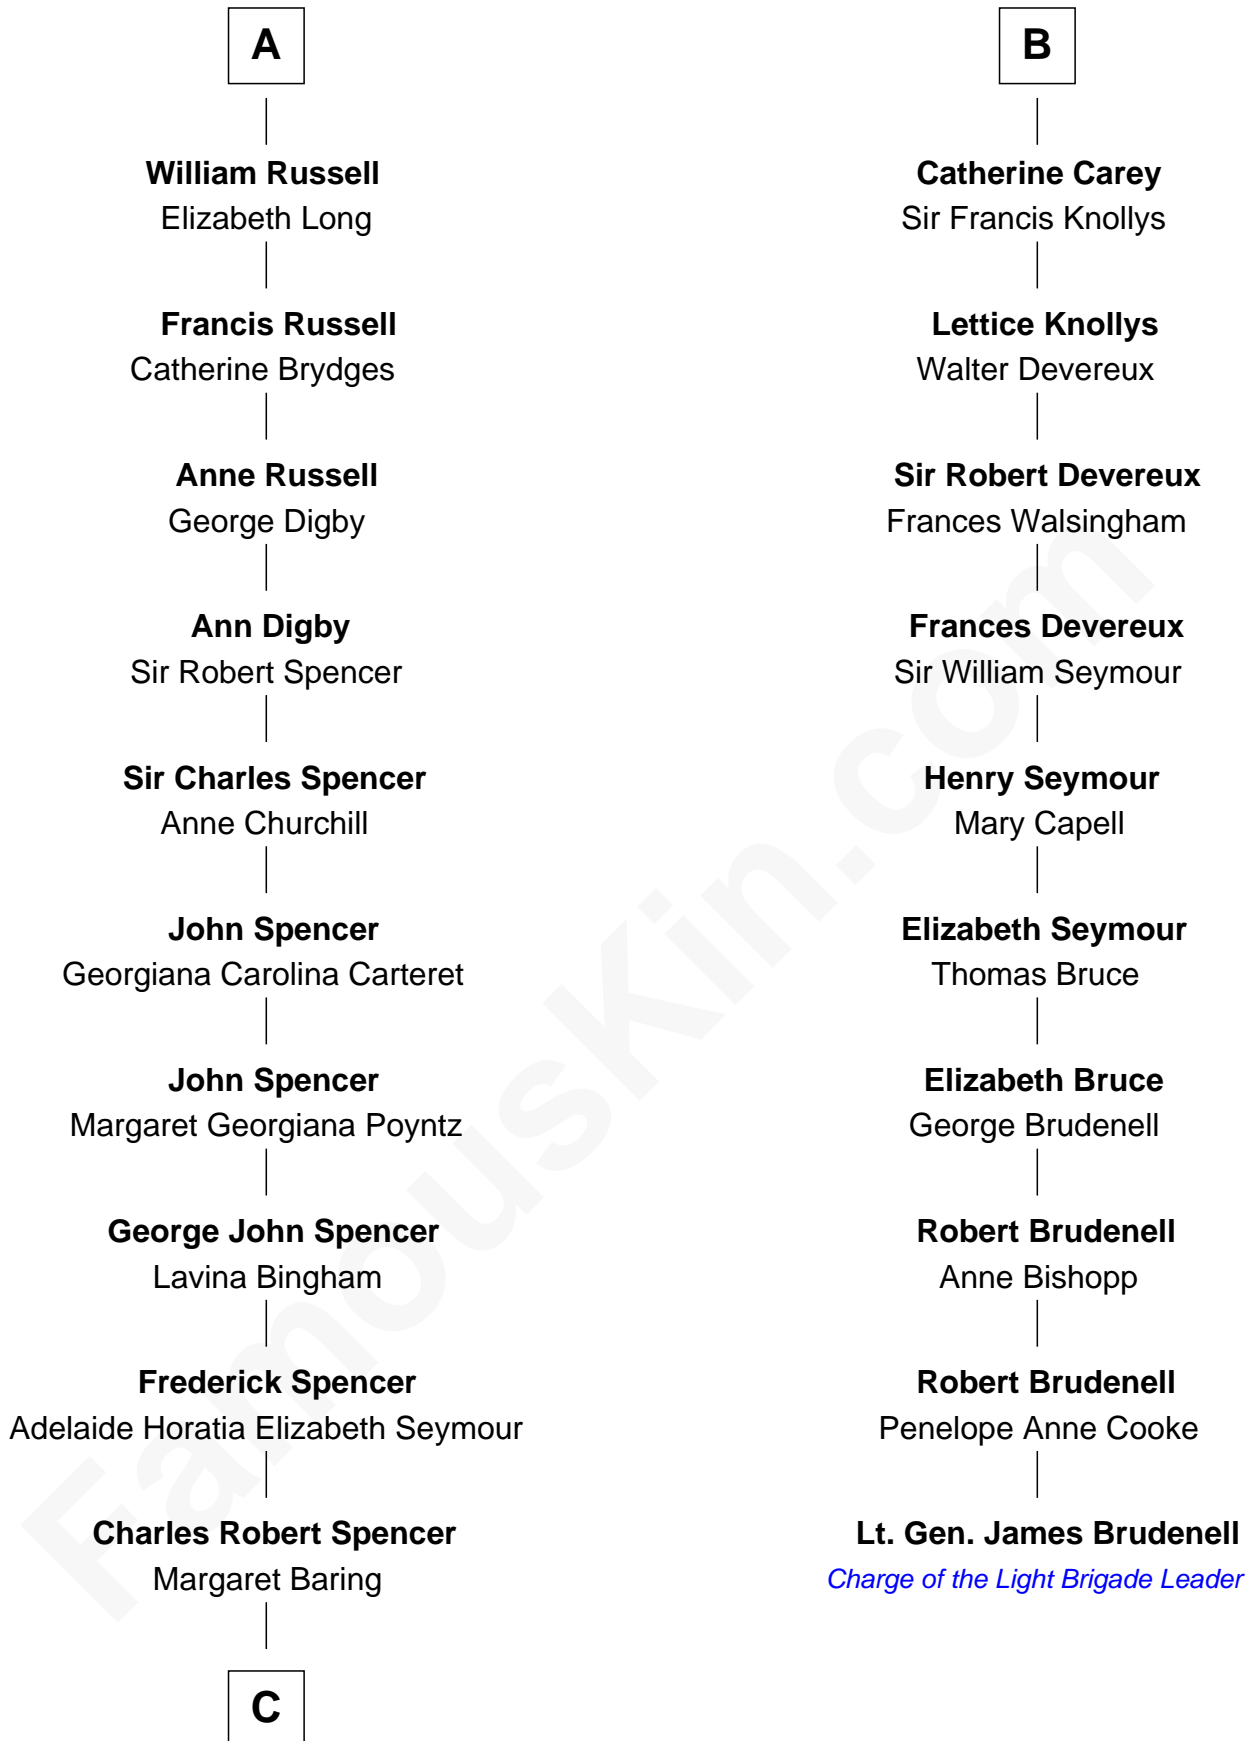 A
William Russell
Elizabeth Long
Francis Russell
Catherine Brydges
Anne Russell
George Digby
Ann Digby
Sir Robert Spencer
Sir Charles Spencer
Anne Churchill
John Spencer
Georgiana Carolina Carteret
John Spencer
Margaret Georgiana Poyntz
George John Spencer
Lavina Bingham
Frederick Spencer
Adelaide Horatia Elizabeth Seymour
Charles Robert Spencer
Margaret Baring
C
B
Catherine Carey
Sir Francis Knollys
Lettice Knollys
Walter Devereux
Sir Robert Devereux
Frances Walsingham
Frances Devereux
Sir William Seymour
Henry Seymour
Mary Capell
Elizabeth Seymour
Thomas Bruce
Elizabeth Bruce
George Brudenell
Robert Brudenell
Anne Bishopp
Robert Brudenell
Penelope Anne Cooke
Lt. Gen. James Brudenell
Charge of the Light Brigade Leader
FamousKin.com